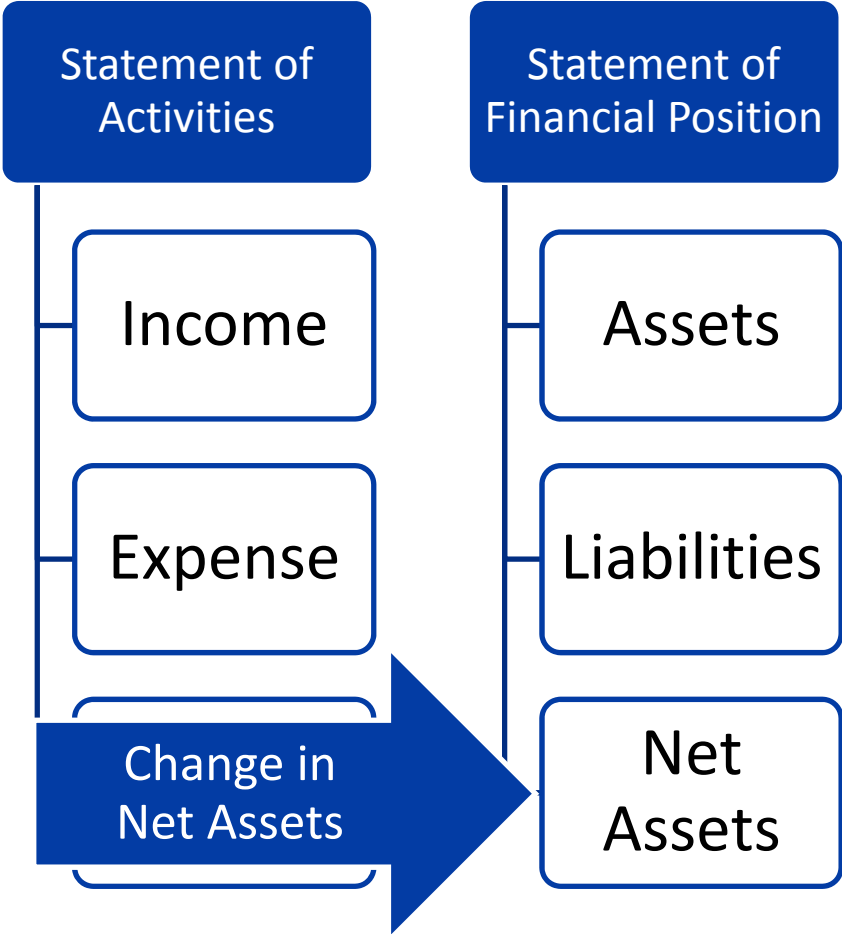 Statement of
Activities
Income
Expense
Change in
Net Assets
Statement of
Financial Position
Assets
Liabilities
Net
Assets